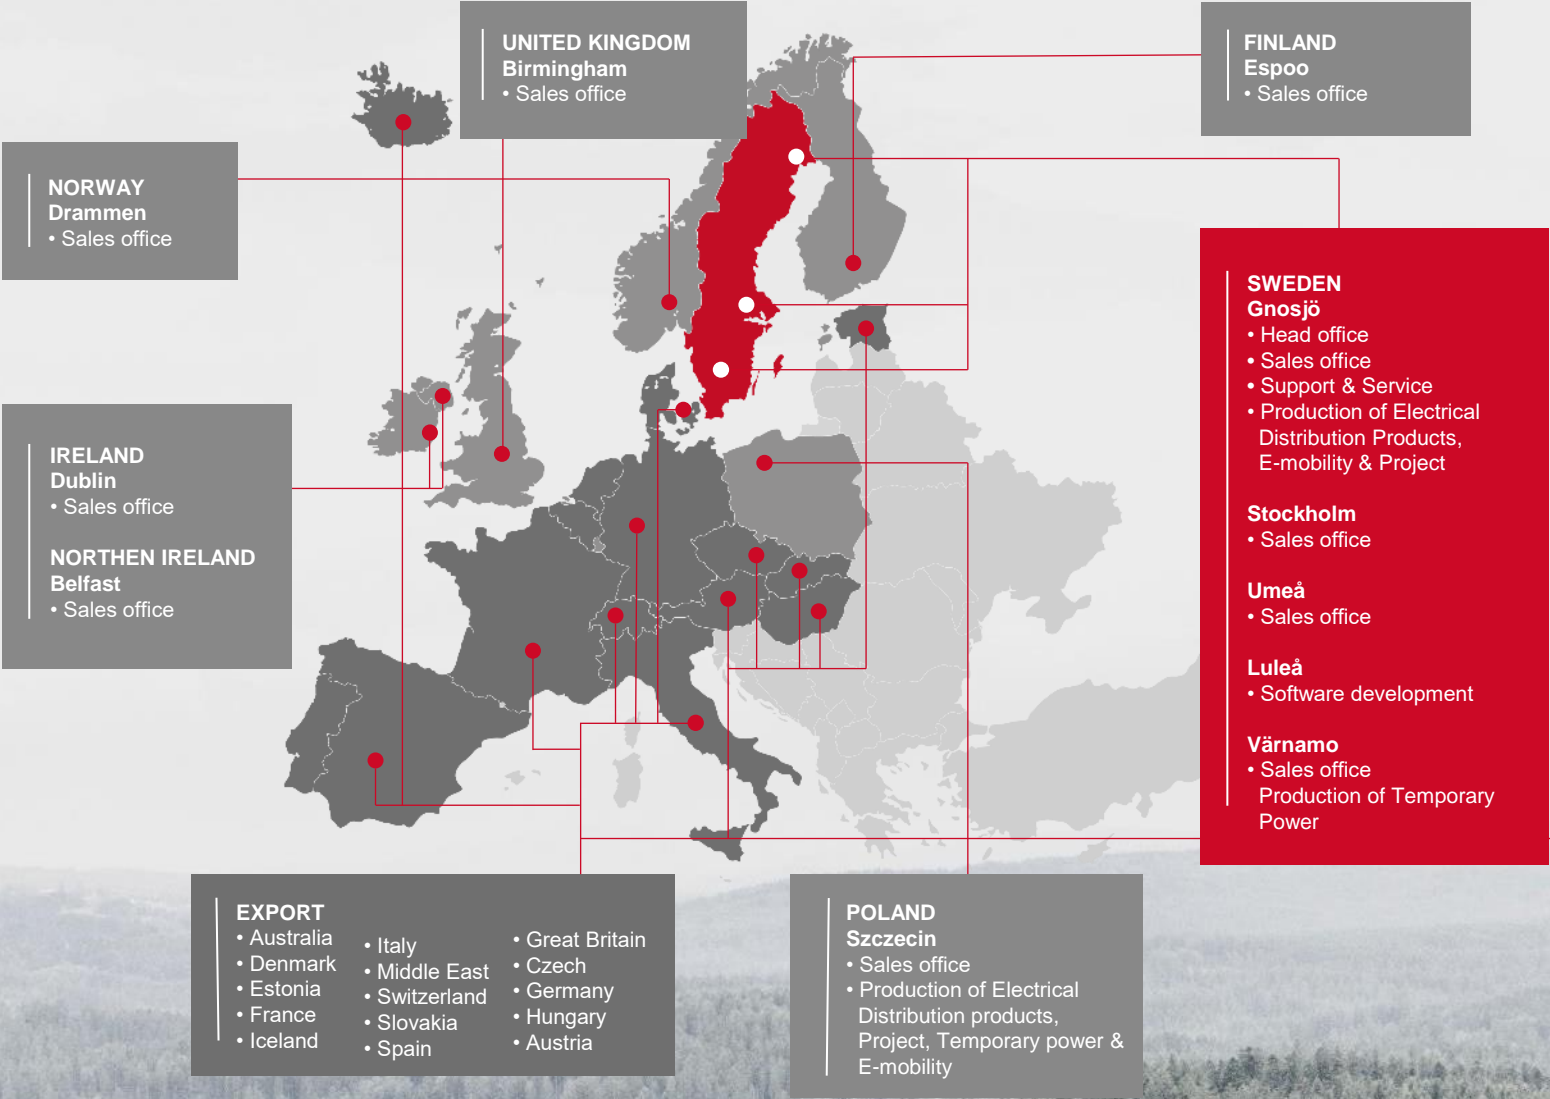 UNITED KINGDOM
Birmingham
• Sales office
FINLAND
Espoo
• Sales office
NORWAY
Drammen
• Sales office
IRELAND
Dublin
• Sales office
NORTHEN IRELAND
Belfast
• Sales office
SWEDEN
Gnosjö
• Head office
• Sales office
• Support & Service
• Production of Electrical
Distribution Products,
E-mobility & Project
Stockholm
• Sales office
Umeå
• Sales office
Luleå
• Software development
Värnamo
• Sales office
Production of Temporary
Power
EXPORT
• Australia
• Denmark
• Estonia
• France
• Iceland
• Italy
• Middle East
• Switzerland
• Slovakia
• Spain
• Great Britain
• Czech
• Germany
• Hungary
• Austria
POLAND
Szczecin
• Sales office
• Production of Electrical
Distribution products,
Project, Temporary power &
E-mobility